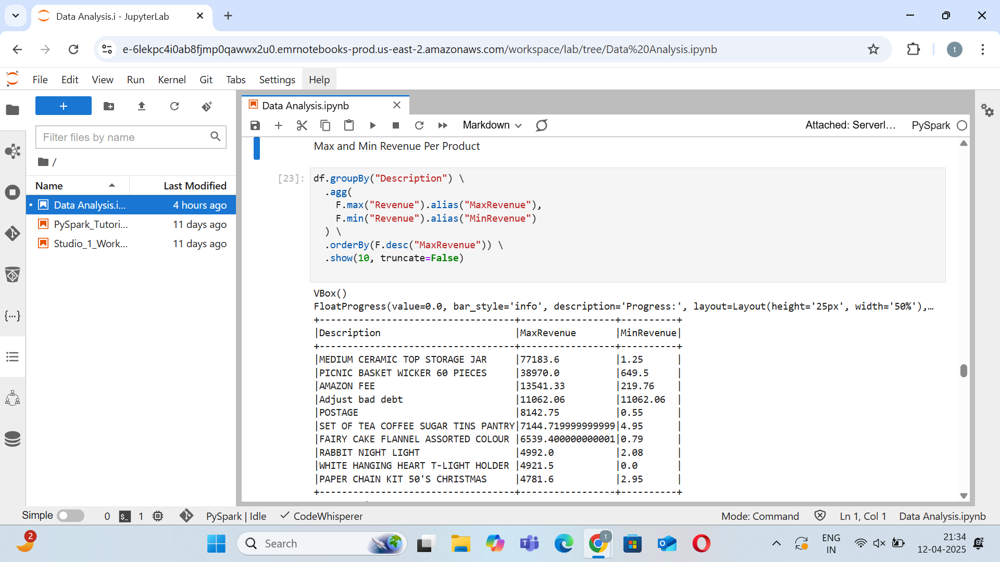 Data Analysis.i - JupyterLab
e-6lekpc4i0ab8fjmp0qawwx2u0.emrnotebooks-prod.us-east-2.amazonaws.com/workspace/lab/tree/Data%20Analysis.ipynb
t
File Edit View Run Kernel Git Tabs Settings Help
Filter files by name
/
Name Last Modified
Data Analysis.i... 4 hours ago
PySpark_Tutori... 11 days ago
Studio_1_Work... 11 days ago
Data Analysis.ipynb
Markdown
Attached: Serverl... PySpark
Max and Min Revenue Per Product
[23]: df.groupBy("Description") \
.agg(
F.max("Revenue").alias("MaxRevenue"),
F.min("Revenue").alias("MinRevenue")
) \
.orderBy(F.desc("MaxRevenue")) \
.show(10, truncate=False)
VBox()
FloatProgress(value=0.0, bar_style='info', description='Progress:', layout=Layout(height='25px', width='50%'),…
+-----------------------------------+-----------------+----------+
|Description                        |MaxRevenue       |MinRevenue|
+-----------------------------------+-----------------+----------+
|MEDIUM CERAMIC TOP STORAGE JAR     |77183.6          |1.25      |
|PICNIC BASKET WICKER 60 PIECES     |38970.0          |649.5     |
|AMAZON FEE                         |13541.33         |219.76    |
|Adjust bad debt                    |11062.06         |11062.06  |
|POSTAGE                            |8142.75          |0.55      |
|SET OF TEA COFFEE SUGAR TINS PANTRY|7144.719999999999|4.95      |
|FAIRY CAKE FLANNEL ASSORTED COLOUR |6539.400000000001|0.79      |
|RABBIT NIGHT LIGHT                 |4992.0           |2.08      |
|WHITE HANGING HEART T-LIGHT HOLDER |4921.5           |0.0       |
|PAPER CHAIN KIT 50'S CHRISTMAS     |4781.6           |2.95      |
+-----------------------------------+-----------------+----------+
Simple 0 $_ 1 PySpark | Idle CodeWhisperer Mode: Command Ln 1, Col 1 Data Analysis.ipynb
2
Search
t
ENG
IN
21:34
12-04-2025